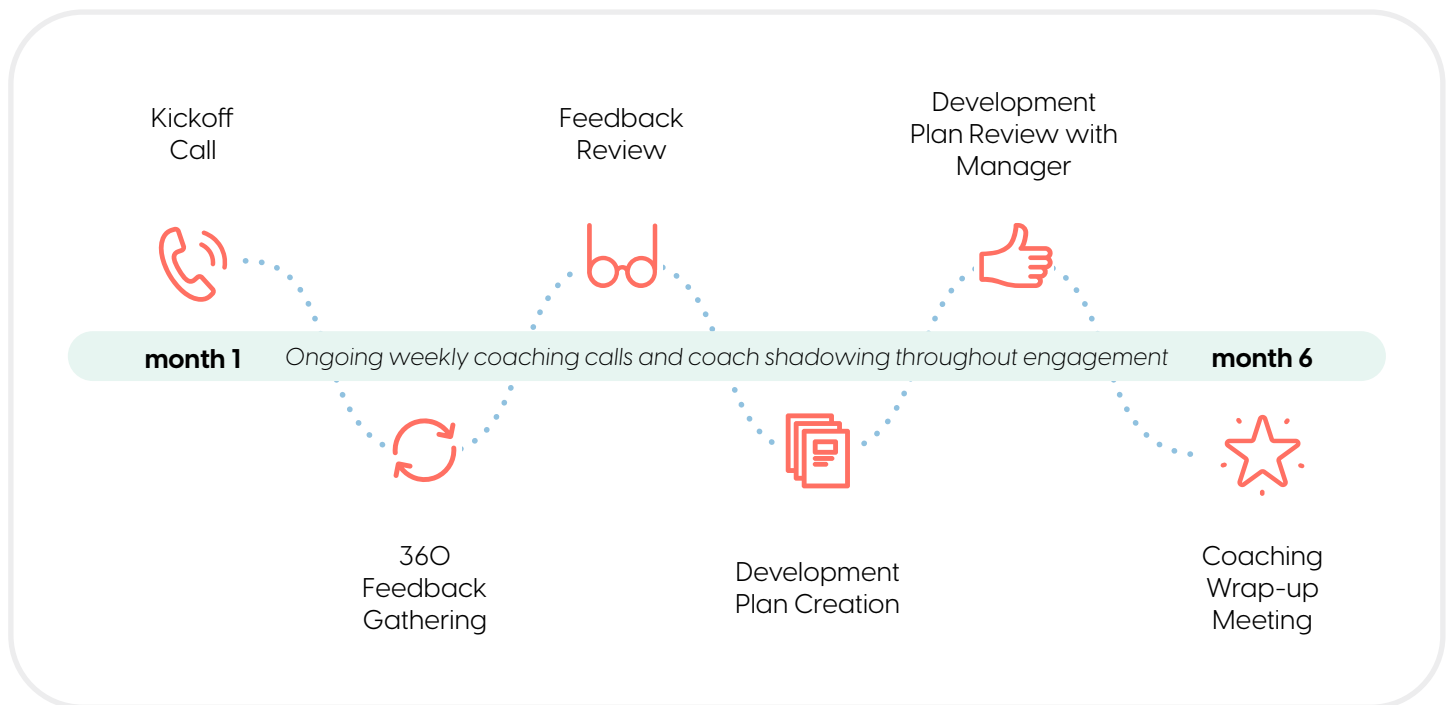 Kickoff
Call
Feedback
Review
Development
Plan Review with
Manager
month 1
Ongoing weekly coaching calls and coach shadowing throughout engagement
month 6
360
Feedback
Gathering
Development
Plan Creation
Coaching
Wrap-up
Meeting